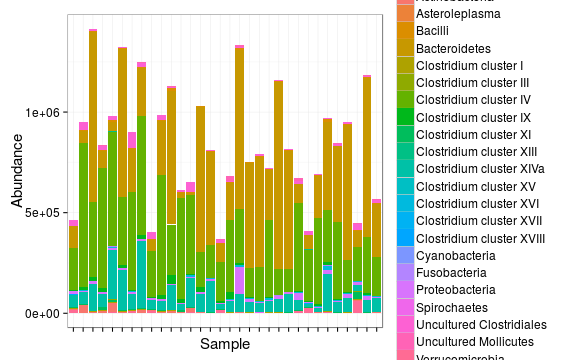 Abundance
1e+06
5e+05
0e+00
Sample
Asteroleplasma
Bacilli
Bacteroidetes
Clostridium cluster I
Clostridium cluster III
Clostridium cluster IV
Clostridium cluster IX
Clostridium cluster XI
Clostridium cluster XIII
Clostridium cluster XIVa
Clostridium cluster XV
Clostridium cluster XVI
Clostridium cluster XVII
Clostridium cluster XVIII
Cyanobacteria
Fusobacteria
Proteobacteria
Spirochaetes
Uncultured Clostridiales
Uncultured Mollicutes